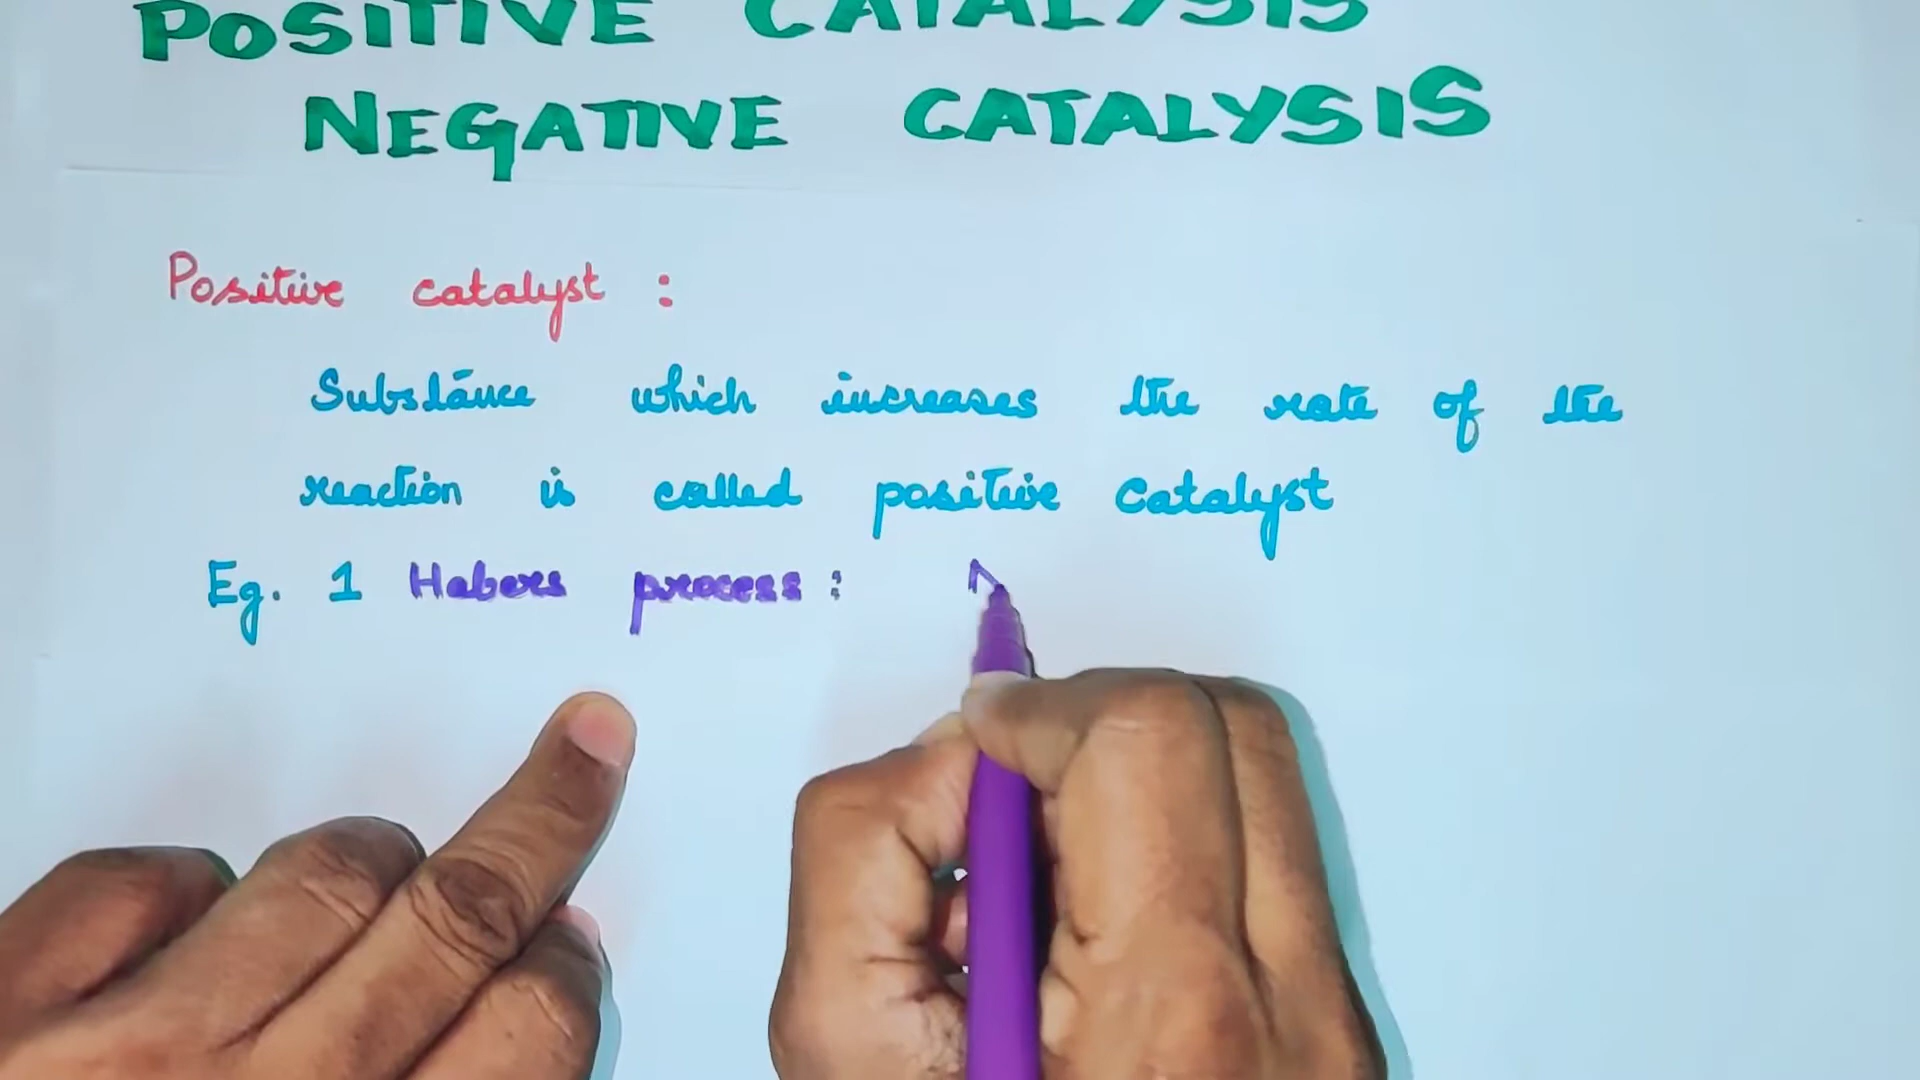 POSITIVE CATALYSIS
NEGATIVE CATALYSIS
Positive catalyst :
Substance which increases the rate of the
reaction is called positive catalyst
Eg. 1 Habers process : N